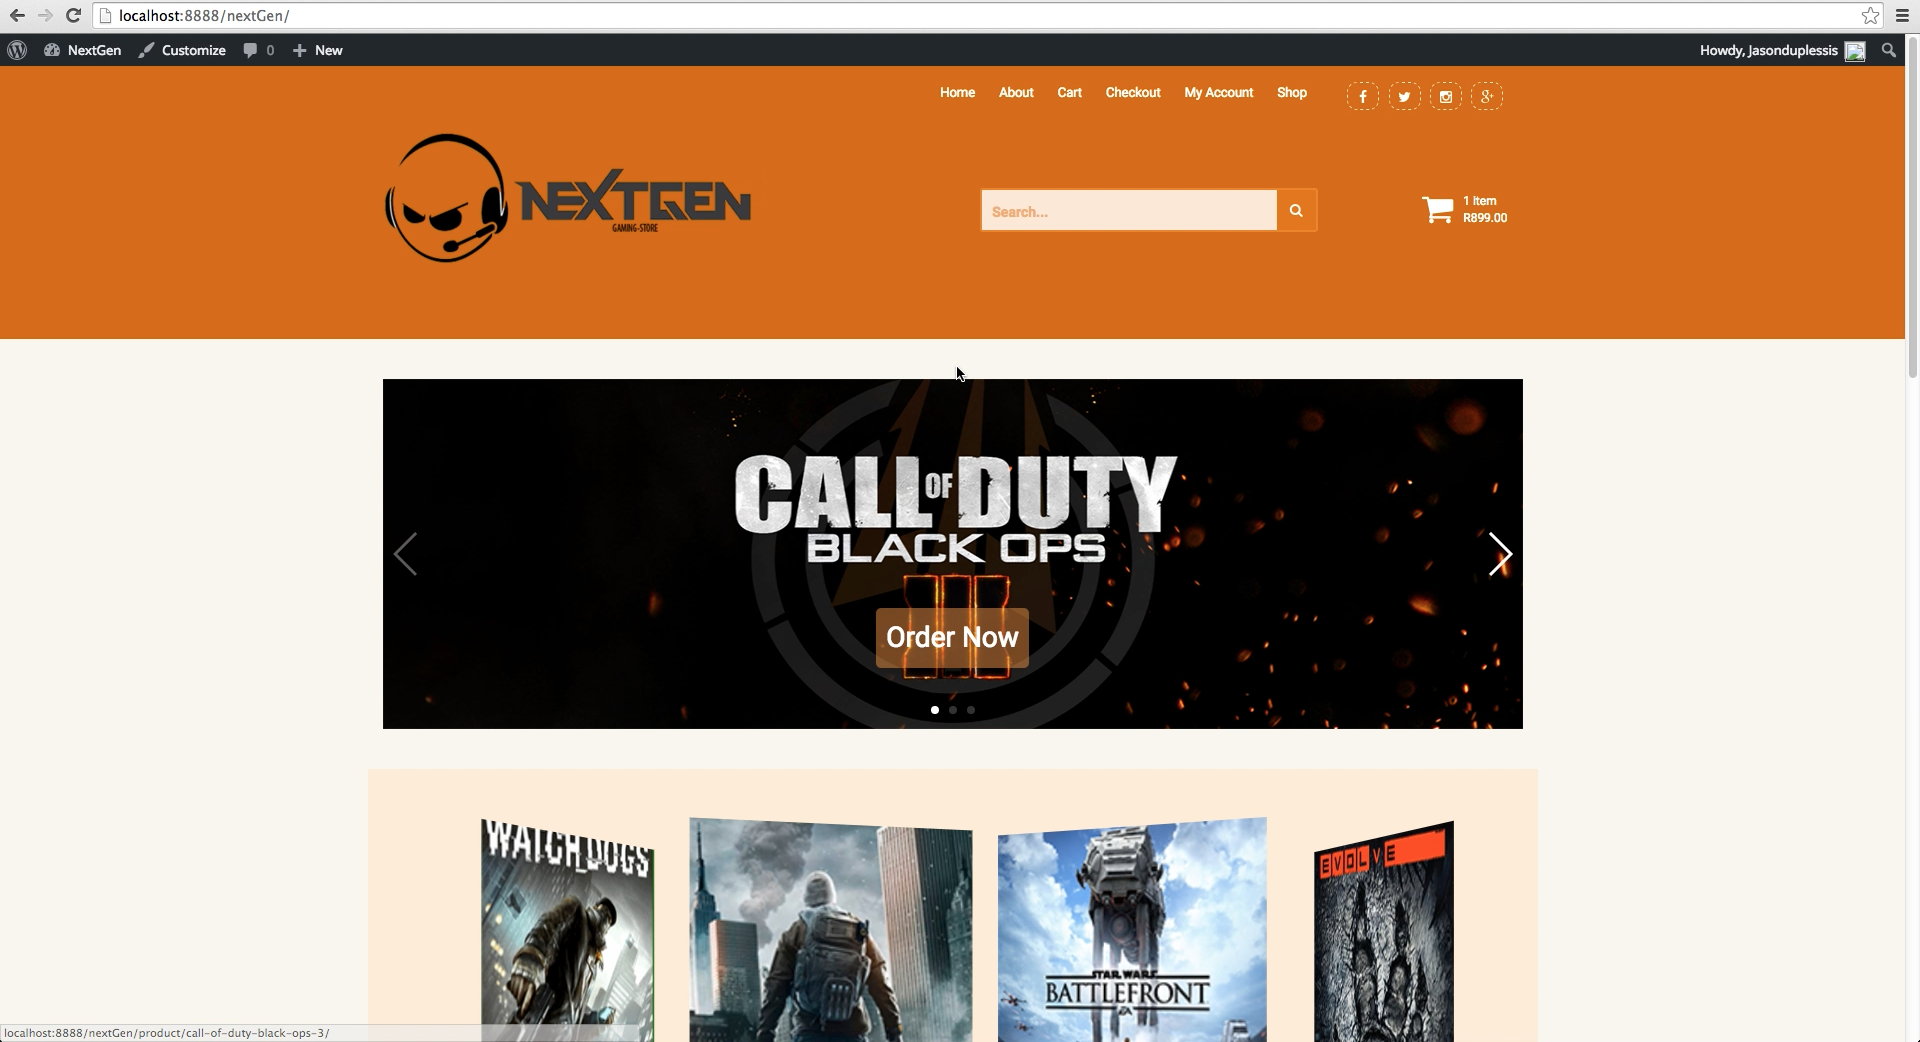 localhost:8888/nextGen/
NextGen Customize 0 New Howdy, Jasonduplessis
Home About Cart Checkout My Account Shop
NEXTGEN
GAMING-STORE
Search...
1 Item
R899.00
CALL OF DUTY
BLACK OPS
III
Order Now
WATCH_DOGS
EVOLVE
STAR WARS
BATTLEFRONT
EA
localhost:8888/nextGen/product/call-of-duty-black-ops-3/